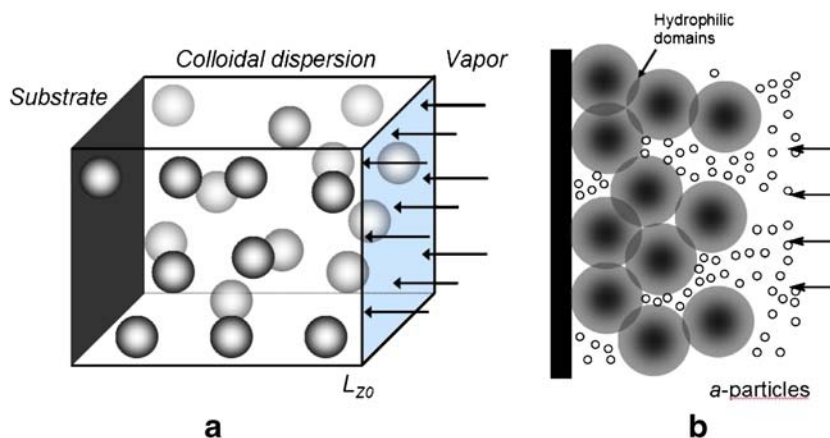 Colloidal dispersion
Vapor
Substrate
L_{Z0}
a
Hydrophilic
domains
a-particles
b